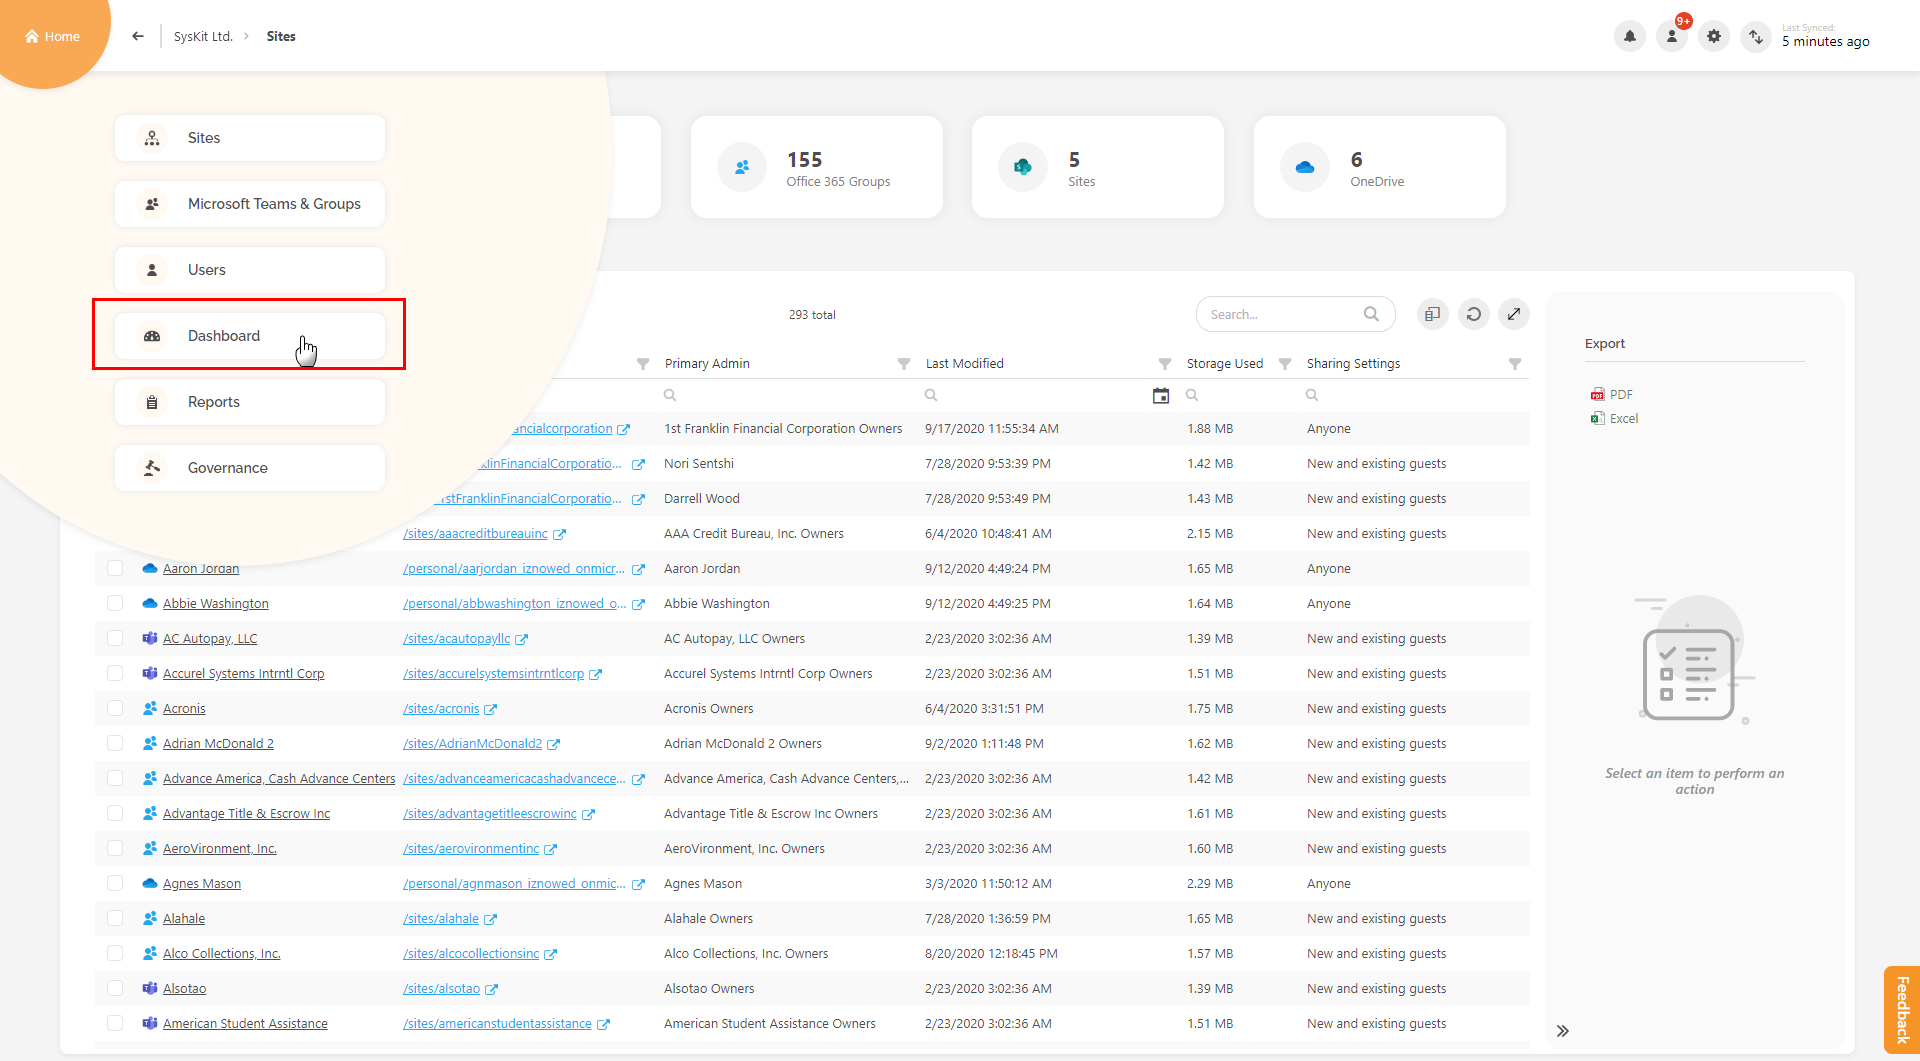 Home
SysKit Ltd. > Sites
9+
Last Synced:
5 minutes ago
Sites
Microsoft Teams & Groups
Users
Dashboard
Reports
Governance
155
Office 365 Groups
5
Sites
6
OneDrive
293 total
Search...
Primary Admin Last Modified Storage Used Sharing Settings
ncialcorporation 1st Franklin Financial Corporation Owners 9/17/2020 11:55:34 AM 1.88 MB Anyone
klinFinancialCorporatio... Nori Sentshi 7/28/2020 9:53:39 PM 1.42 MB New and existing guests
1stFranklinFinancialCorporatio... Darrell Wood 7/28/2020 9:53:49 PM 1.43 MB New and existing guests
/sites/aaacreditbureauinc AAA Credit Bureau, Inc. Owners 6/4/2020 10:48:41 AM 2.15 MB New and existing guests
Aaron Jordan /personal/aarjordan_iznowed_onmicr... Aaron Jordan 9/12/2020 4:49:24 PM 1.65 MB Anyone
Abbie Washington /personal/abbwashington_iznowed_o... Abbie Washington 9/12/2020 4:49:25 PM 1.64 MB Anyone
AC Autopay, LLC /sites/acautopayllc AC Autopay, LLC Owners 2/23/2020 3:02:36 AM 1.39 MB New and existing guests
Accurel Systems Intrntl Corp /sites/accurelsystemsintrntlcorp Accurel Systems Intrntl Corp Owners 2/23/2020 3:02:36 AM 1.51 MB New and existing guests
Acronis /sites/acronis Acronis Owners 6/4/2020 3:31:51 PM 1.75 MB New and existing guests
Adrian McDonald 2 /sites/AdrianMcDonald2 Adrian McDonald 2 Owners 9/2/2020 1:11:48 PM 1.62 MB New and existing guests
Advance America, Cash Advance Centers /sites/advanceamericacashadvancece... Advance America, Cash Advance Centers,... 2/23/2020 3:02:36 AM 1.42 MB New and existing guests
Advantage Title & Escrow Inc /sites/advantagetitleescrowinc Advantage Title & Escrow Inc Owners 2/23/2020 3:02:36 AM 1.61 MB New and existing guests
AeroVironment, Inc. /sites/aerovironmentinc AeroVironment, Inc. Owners 2/23/2020 3:02:36 AM 1.60 MB New and existing guests
Agnes Mason /personal/agnmason_iznowed_onmic... Agnes Mason 3/3/2020 11:50:12 AM 2.29 MB Anyone
Alahale /sites/alahale Alahale Owners 7/28/2020 1:36:59 PM 1.65 MB New and existing guests
Alco Collections, Inc. /sites/alcocollectionsinc Alco Collections, Inc. Owners 8/20/2020 12:18:45 PM 1.57 MB New and existing guests
Alsotao /sites/alsotao Alsotao Owners 2/23/2020 3:02:36 AM 1.39 MB New and existing guests
American Student Assistance /sites/americanstudentassistance American Student Assistance Owners 2/23/2020 3:02:36 AM 1.51 MB New and existing guests
Export
PDF
Excel
Select an item to perform an
action
Feedback